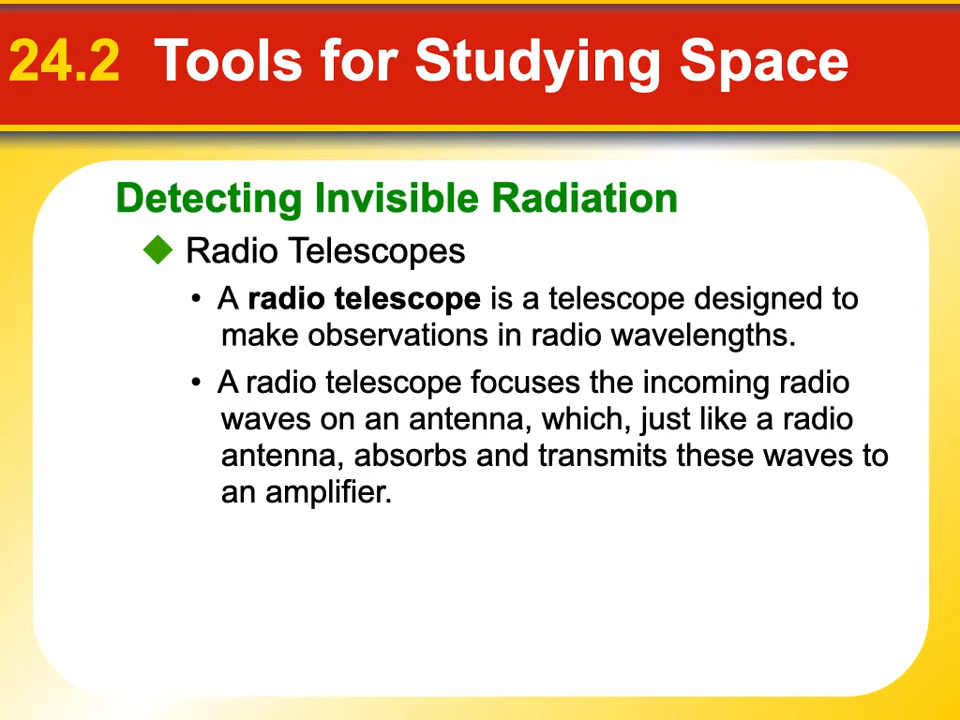 24.2 Tools for Studying Space
Detecting Invisible Radiation
Radio Telescopes
• A radio telescope is a telescope designed to
make observations in radio wavelengths.
• A radio telescope focuses the incoming radio
waves on an antenna, which, just like a radio
antenna, absorbs and transmits these waves to
an amplifier.